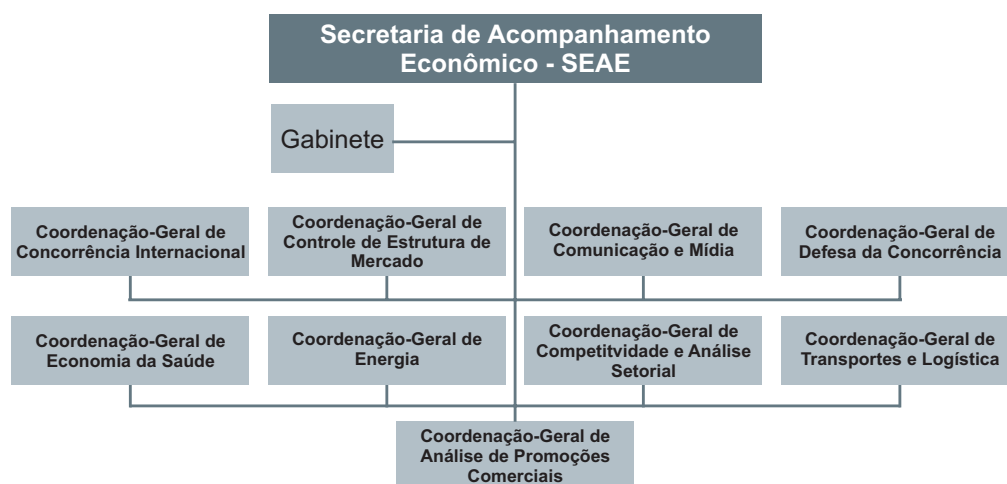 Secretaria de Acompanhamento
Econômico - SEAE
Gabinete
Coordenação-Geral de
Concorrência Internacional
Coordenação-Geral de
Controle de Estrutura de
Mercado
Coordenação-Geral de
Comunicação e Mídia
Coordenação-Geral de
Defesa da Concorrência
Coordenação-Geral de
Economia da Saúde
Coordenação-Geral de
Energia
Coordenação-Geral de
Competitvidade e Análise
Setorial
Coordenação-Geral de
Transportes e Logística
Coordenação-Geral de
Análise de Promoções
Comerciais